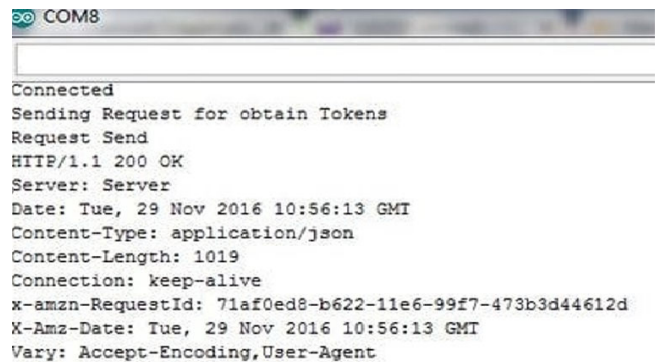 COM8
Connected
Sending Request for obtain Tokens
Request Send
HTTP/1.1 200 OK
Server: Server
Date: Tue, 29 Nov 2016 10:56:13 GMT
Content-Type: application/json
Content-Length: 1019
Connection: keep-alive
x-amzn-RequestId: 71af0ed8-b622-11e6-99f7-473b3d44612d
X-Amz-Date: Tue, 29 Nov 2016 10:56:13 GMT
Vary: Accept-Encoding,User-Agent